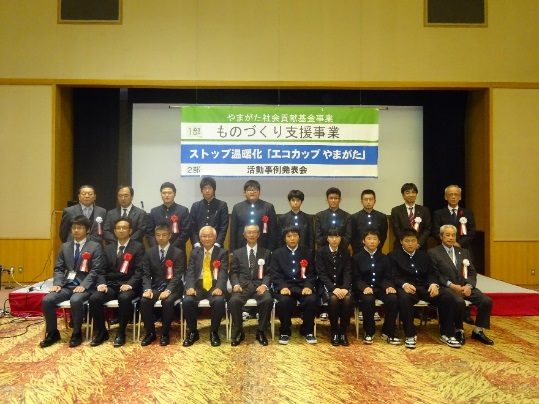 やまがた社会貢献基金事業
1部 ものづくり支援事業
ストップ温暖化「エコカップ やまがた」
2部 活動事例発表会